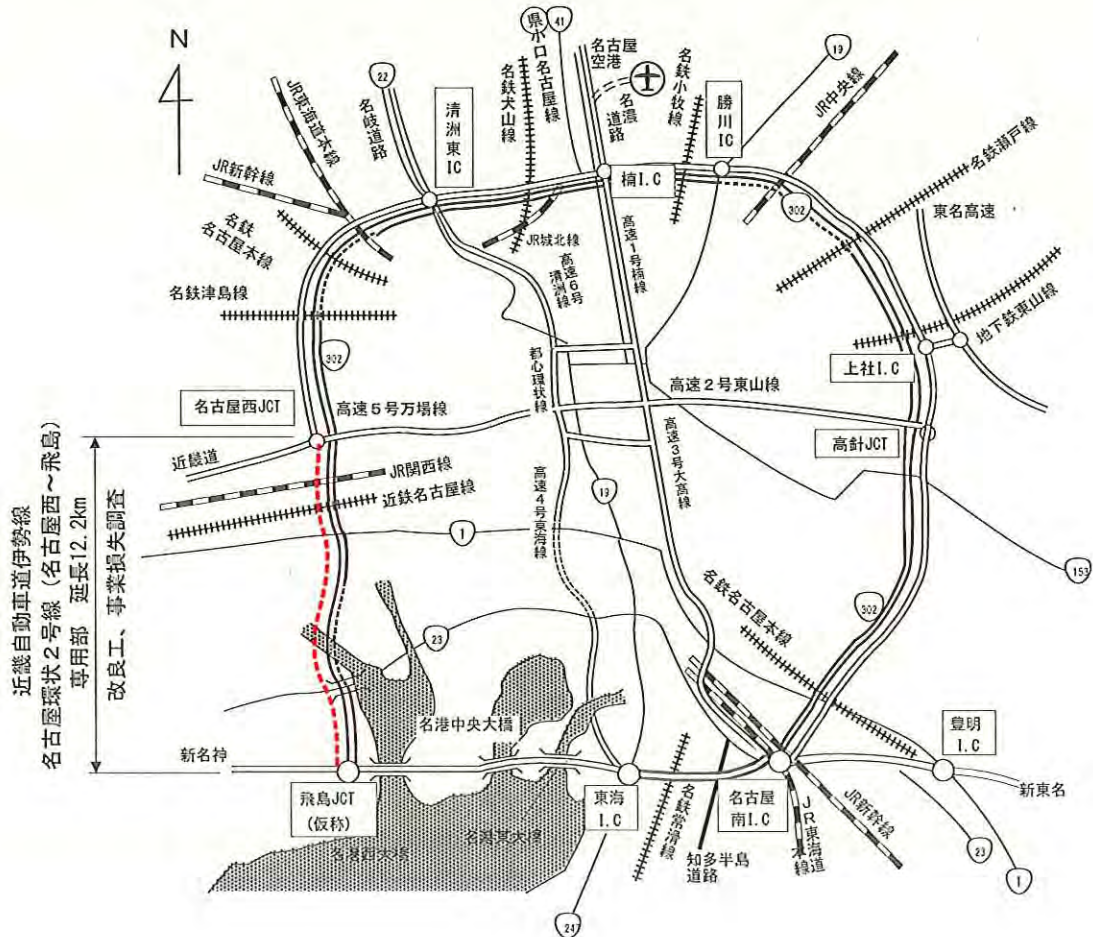 N
県
小口名古屋線
41
名古屋
空港
19
22
名岐道路
清洲東
IC
名鉄犬山線
名濃
道路
名鉄小牧線
勝川
IC
JR中央線
JR東海道本線
JR新幹線
名鉄瀬戸線
楠I.C
302
東名高速
名鉄
名古屋本線
JR城北線
高速6号
清洲線
高速1号楠線
名鉄津島線
地下鉄東山線
302
都心環状線
上社I.C
名古屋西JCT
高速5号万場線
高速2号東山線
近畿道
高針JCT
JR関西線
近鉄名古屋線
高速3号大高線
高速4号東海線
19
1
153
近畿自動車道伊勢線
名古屋環状2号線(名古屋西～飛島)
専用部 延長12.2km
改良工、事業損失調査
302
名鉄名古屋本線
23
名港中央大橋
豊明
I.C
新名神
新東名
飛島JCT
(仮称)
東海
I.C
名鉄常滑線
名古屋
南I.C
JR東海道
本線
JR新幹線
名港西大橋
名港東大橋
知多半島
道路
23
1
247